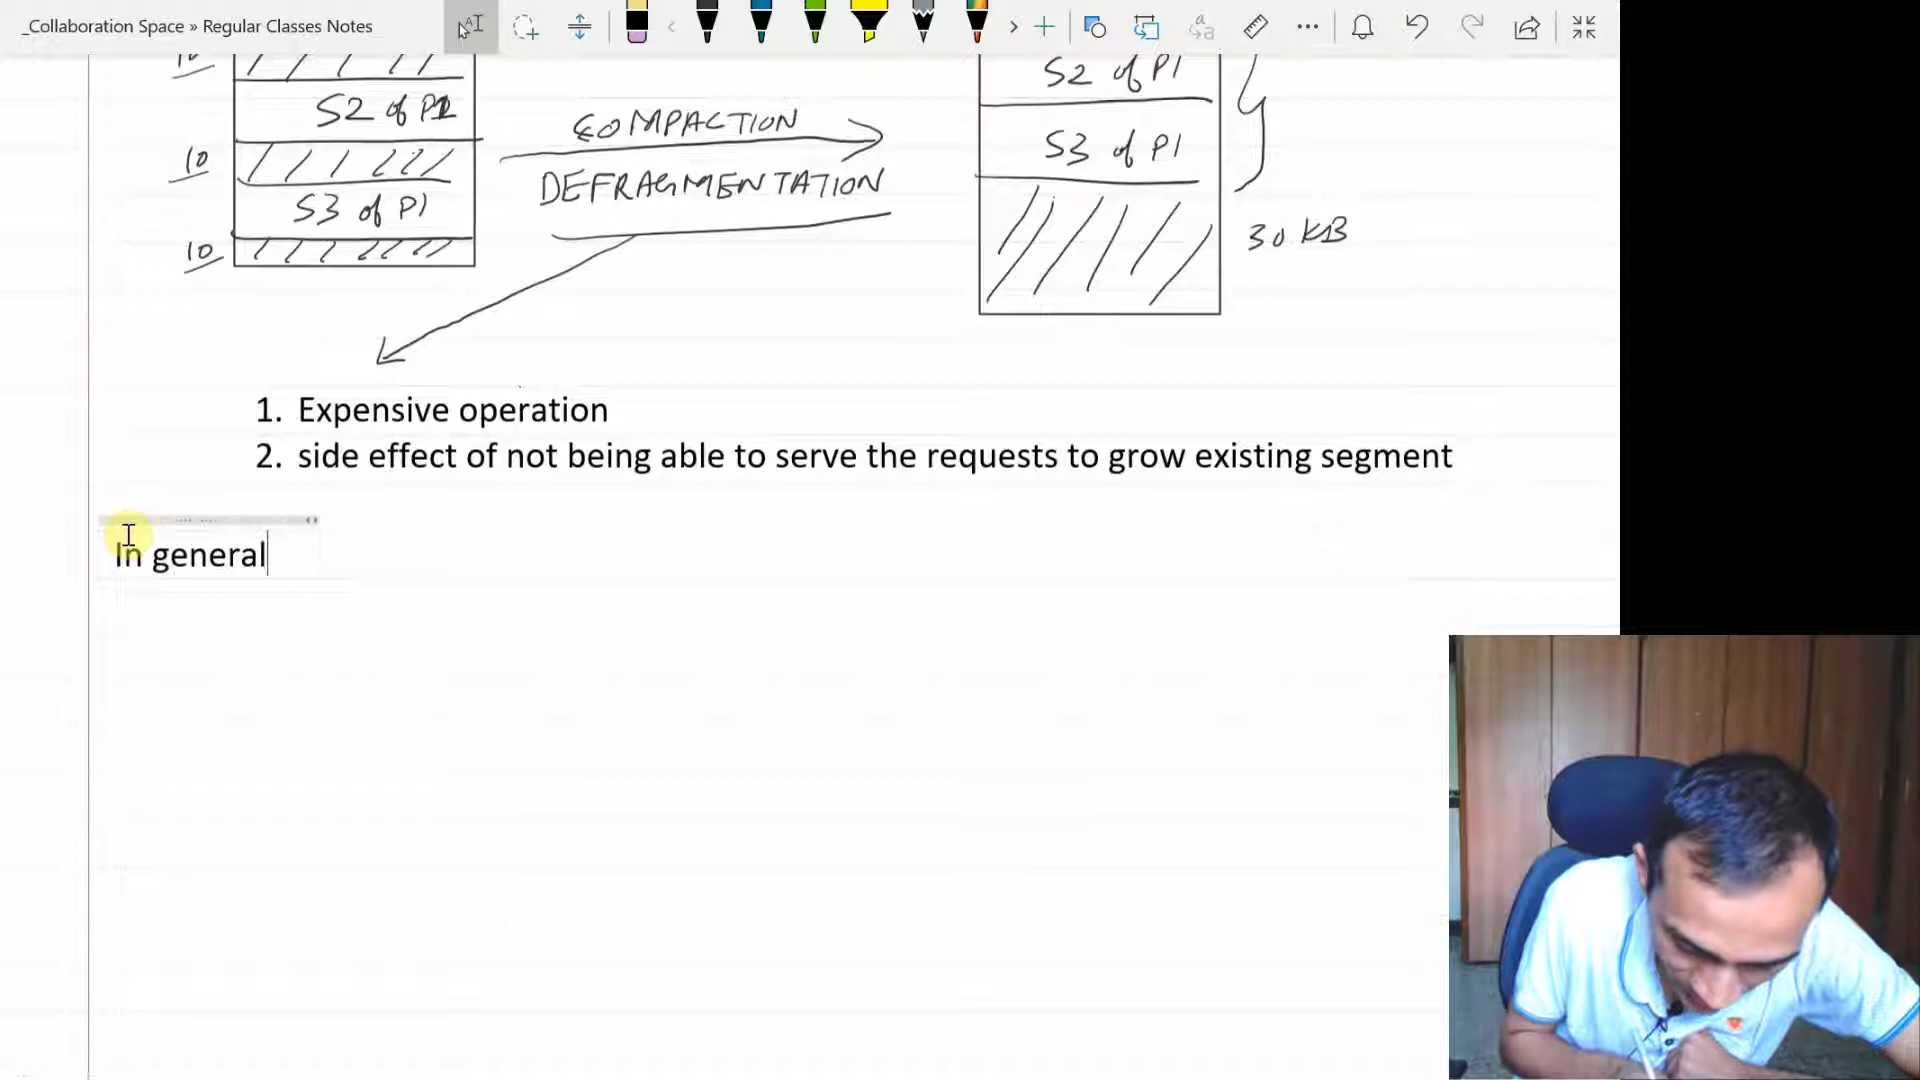 _Collaboration Space » Regular Classes Notes
S2 of P1
10
S2 of P1
COMPACTION
10
S3 of P1
DEFRAGMENTATION
S3 of P1
10
30 KB
1. Expensive operation
2. side effect of not being able to serve the requests to grow existing segment
In general